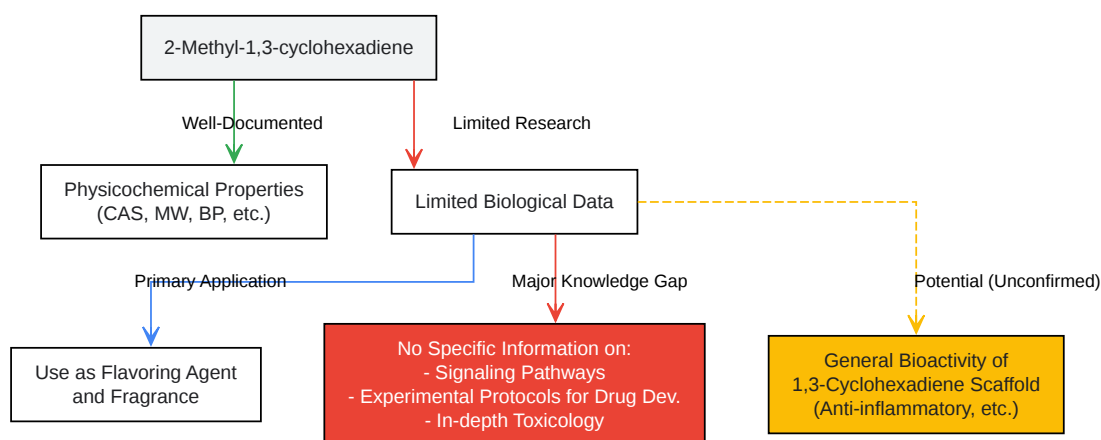 2-Methyl-1,3-cyclohexadiene
Well-Documented
Limited Research
Physicochemical Properties
(CAS, MW, BP, etc.)
Limited Biological Data
Primary Application
Major Knowledge Gap
Potential (Unconfirmed)
Use as Flavoring Agent
and Fragrance
No Specific Information on:
- Signaling Pathways
- Experimental Protocols for Drug Dev.
- In-depth Toxicology
General Bioactivity of
1,3-Cyclohexadiene Scaffold
(Anti-inflammatory, etc.)